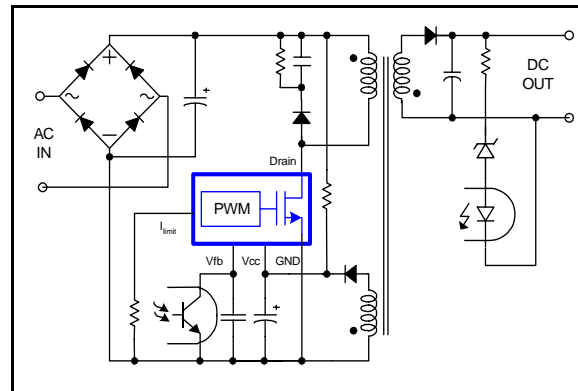 DC
OUT
AC
IN
Drain
PWM
I limit
Vfb
Vcc
GND